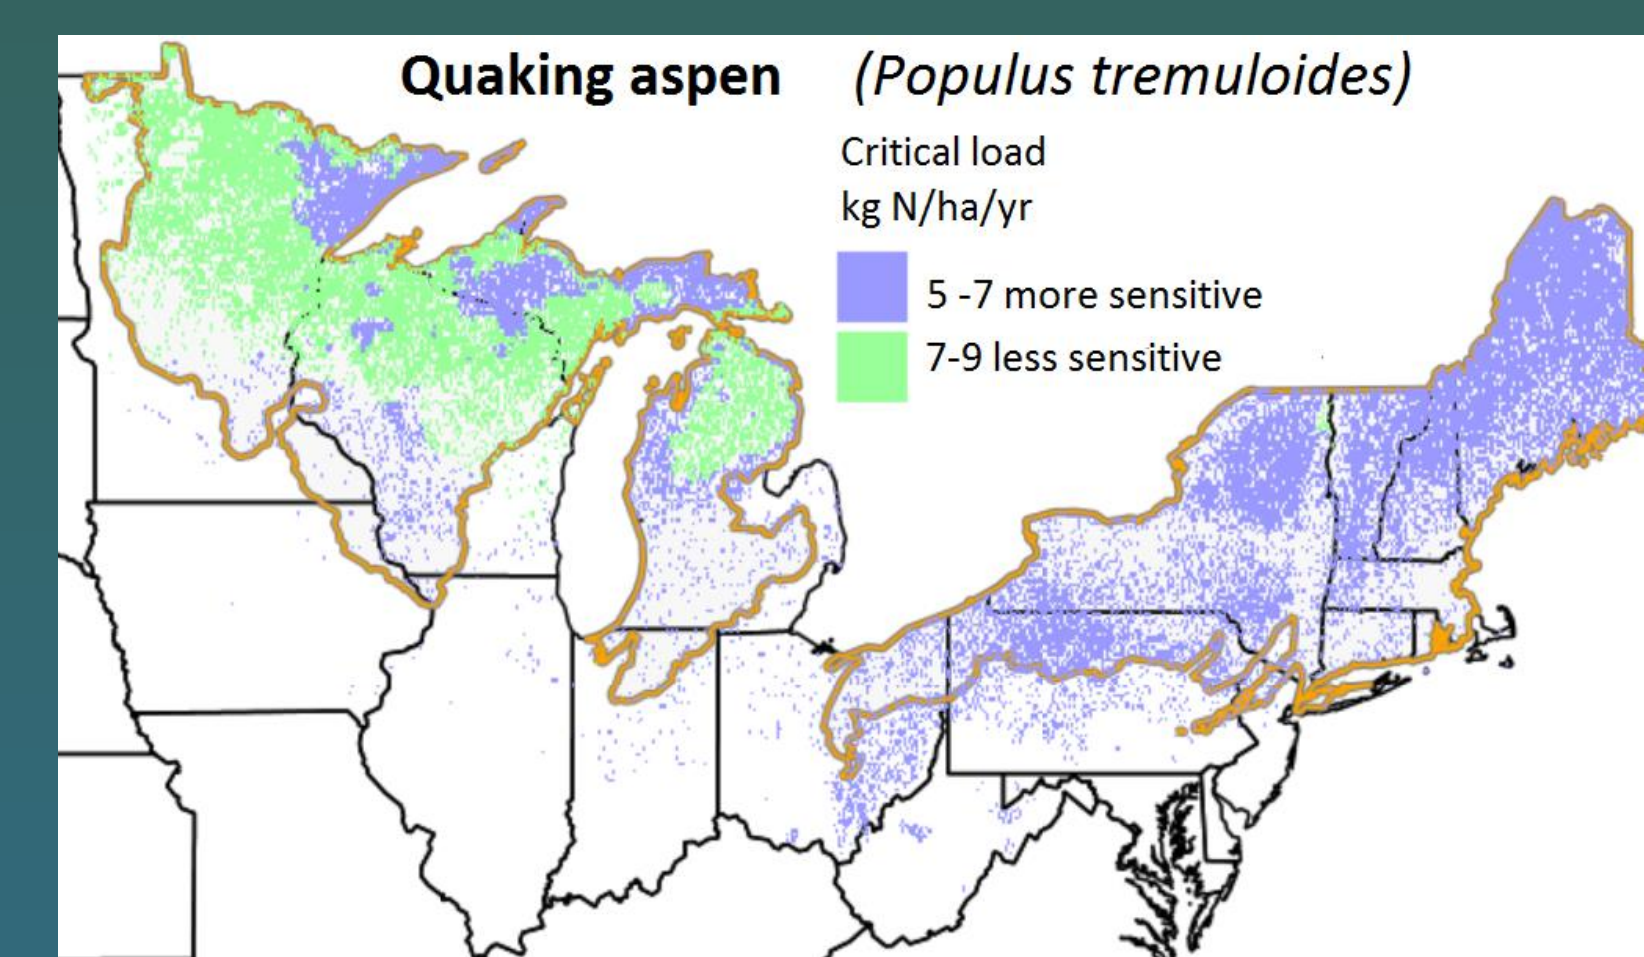 Quaking aspen (Populus tremuloides)
Critical load
kg N/ha/yr
5 -7 more sensitive
7-9 less sensitive